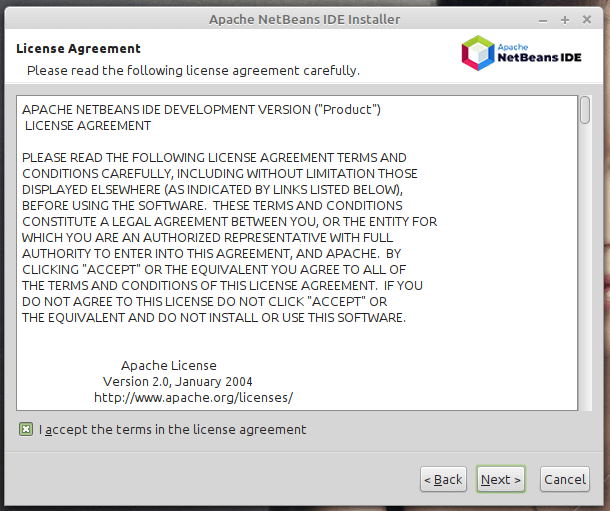 Apache NetBeans IDE Installer
License Agreement
Please read the following license agreement carefully.
Apache
NetBeans IDE
APACHE NETBEANS IDE DEVELOPMENT VERSION ("Product")
LICENSE AGREEMENT
PLEASE READ THE FOLLOWING LICENSE AGREEMENT TERMS AND
CONDITIONS CAREFULLY, INCLUDING WITHOUT LIMITATION THOSE
DISPLAYED ELSEWHERE (AS INDICATED BY LINKS LISTED BELOW),
BEFORE USING THE SOFTWARE.  THESE TERMS AND CONDITIONS
CONSTITUTE A LEGAL AGREEMENT BETWEEN YOU, OR THE ENTITY FOR
WHICH YOU ARE AN AUTHORIZED REPRESENTATIVE WITH FULL
AUTHORITY TO ENTER INTO THIS AGREEMENT, AND APACHE.  BY
CLICKING "ACCEPT" OR THE EQUIVALENT YOU AGREE TO ALL OF
THE TERMS AND CONDITIONS OF THIS LICENSE AGREEMENT.  IF YOU
DO NOT AGREE TO THIS LICENSE DO NOT CLICK "ACCEPT" OR
THE EQUIVALENT AND DO NOT INSTALL OR USE THIS SOFTWARE.
Apache License
Version 2.0, January 2004
http://www.apache.org/licenses/
I accept the terms in the license agreement
< Back
Next >
Cancel